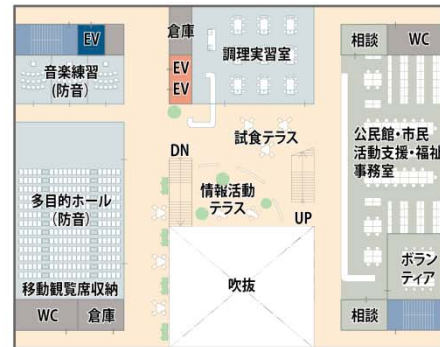 EV
音楽練習
(防音)
多目的ホール
(防音)
移動観覧席収納
WC
倉庫
倉庫
EV
EV
調理実習室
試食テラス
DN
情報活動
テラス
UP
吹抜
相談
WC
公民館・市民
活動支援・福祉
事務室
ボラン
ティア
相談